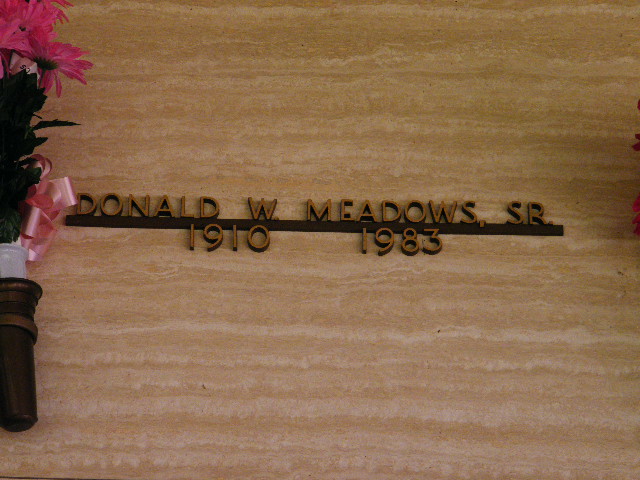 DONALD W. MEADOWS, SR.
1910 1983